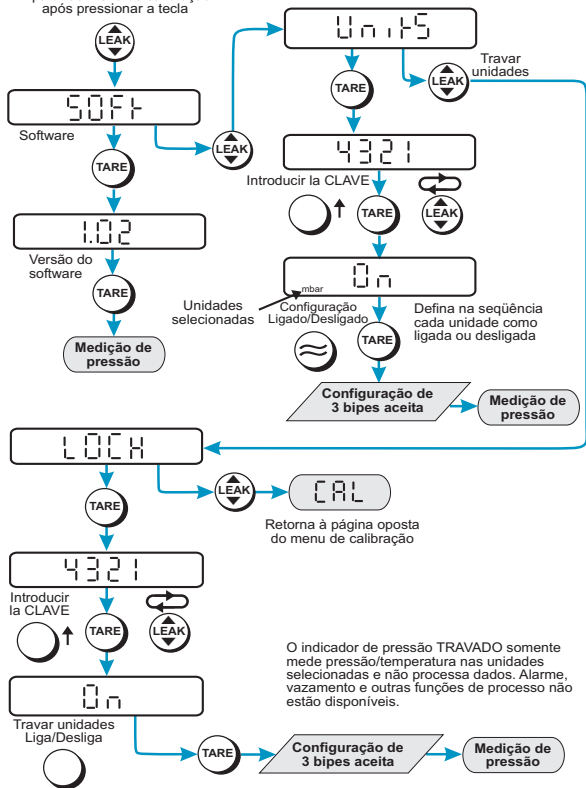 após pressionar a tecla
LEAK
SOFt
Software
LEAK
TARE
1.02
Versão do
software
TARE
Medição de
pressão
UnitS
TARE
LEAK
Travar
unidades
4321
Introducir la CLAVE
TARE
LEAK
On
mbar
Unidades
selecionadas
Configuração
Ligado/Desligado
TARE
Defina na seqüência
cada unidade como
ligada ou desligada
Configuração de
3 bipes aceita
Medição de
pressão
LOCK
TARE
LEAK
CAL
Retorna à página oposta
do menu de calibração
4321
Introducir
la CLAVE
TARE
LEAK
On
Travar unidades
Liga/Desliga
O indicador de pressão TRAVADO somente
mede pressão/temperatura nas unidades
selecionadas e não processa dados. Alarme,
vazamento e outras funções de processo não
estão disponíveis.
TARE
Configuração de
3 bipes aceita
Medição de
pressão